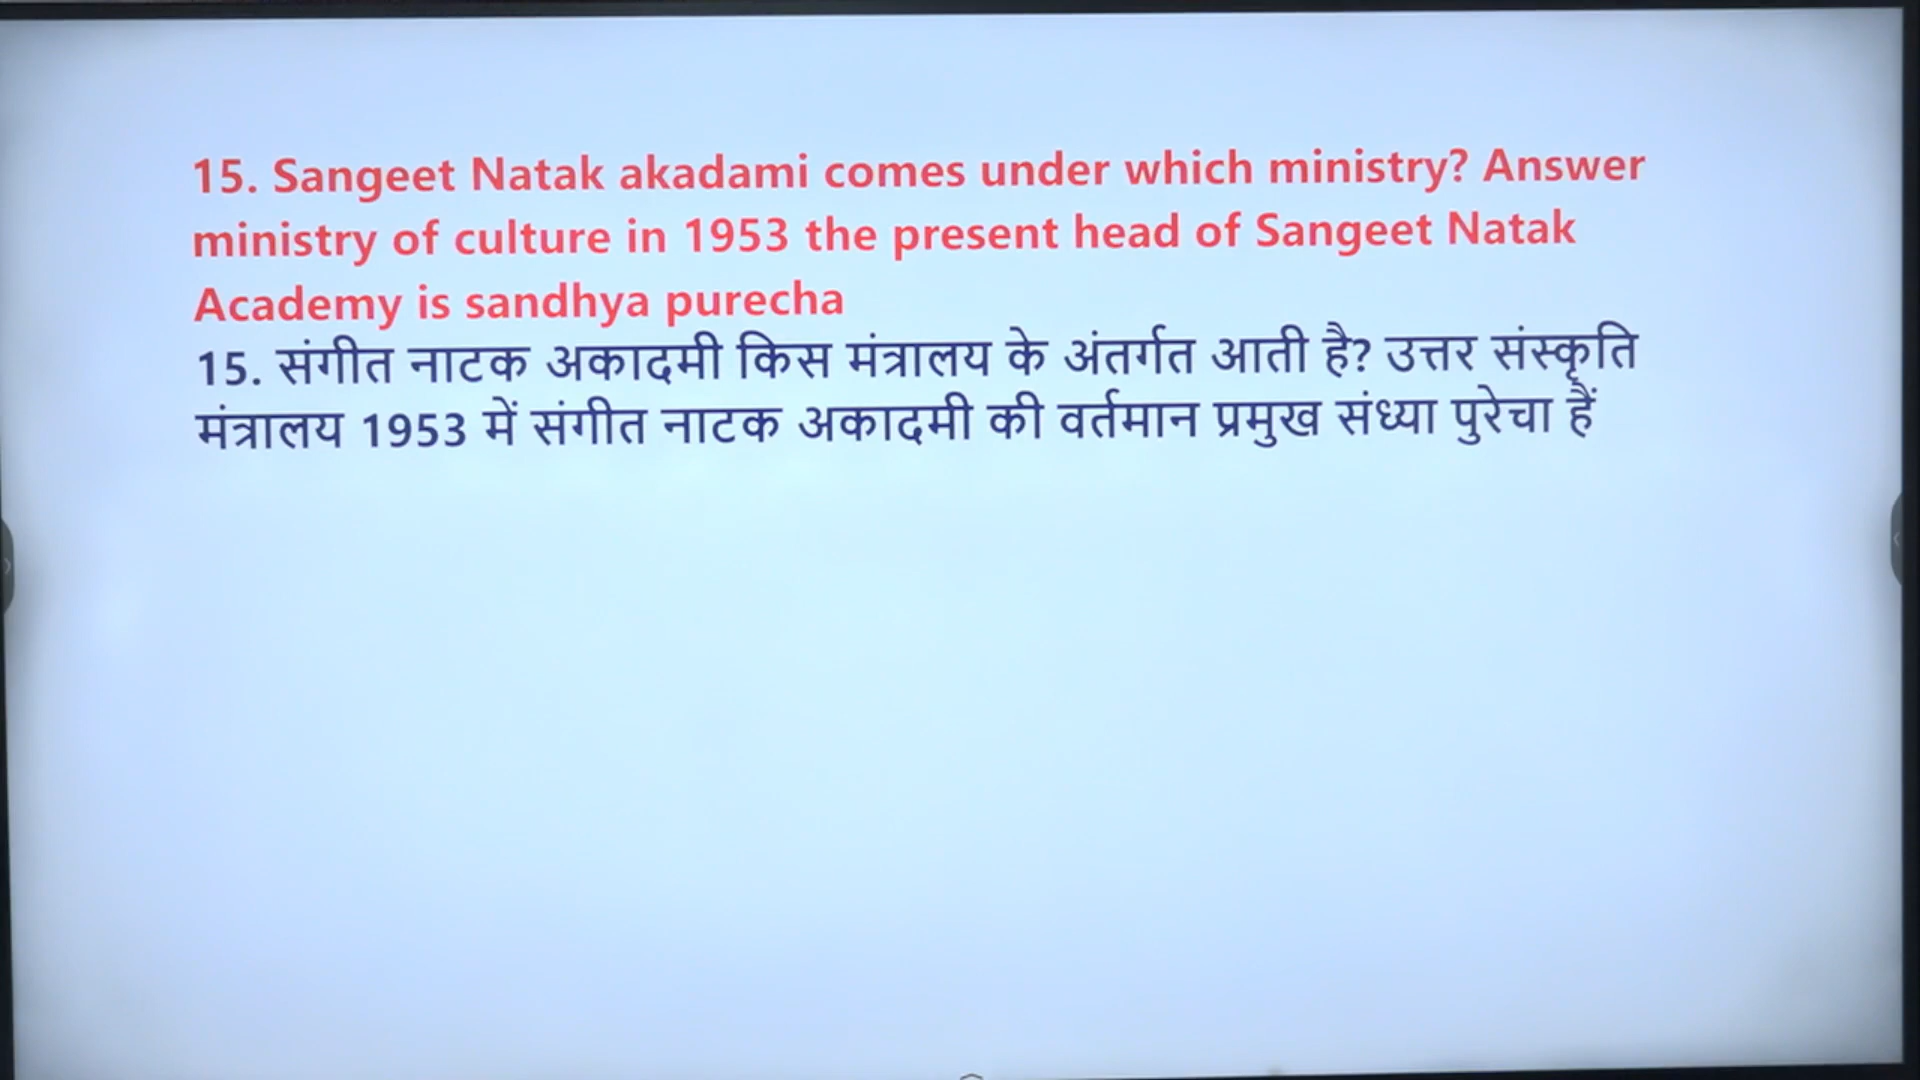 15. Sangeet Natak akadami comes under which ministry? Answer
ministry of culture in 1953 the present head of Sangeet Natak
Academy is sandhya purecha
15. संगीत नाटक अकादमी किस मंत्रालय के अंतर्गत आती है? उत्तर संस्कृति
मंत्रालय 1953 में संगीत नाटक अकादमी की वर्तमान प्रमुख संध्या पुरेचा हैं